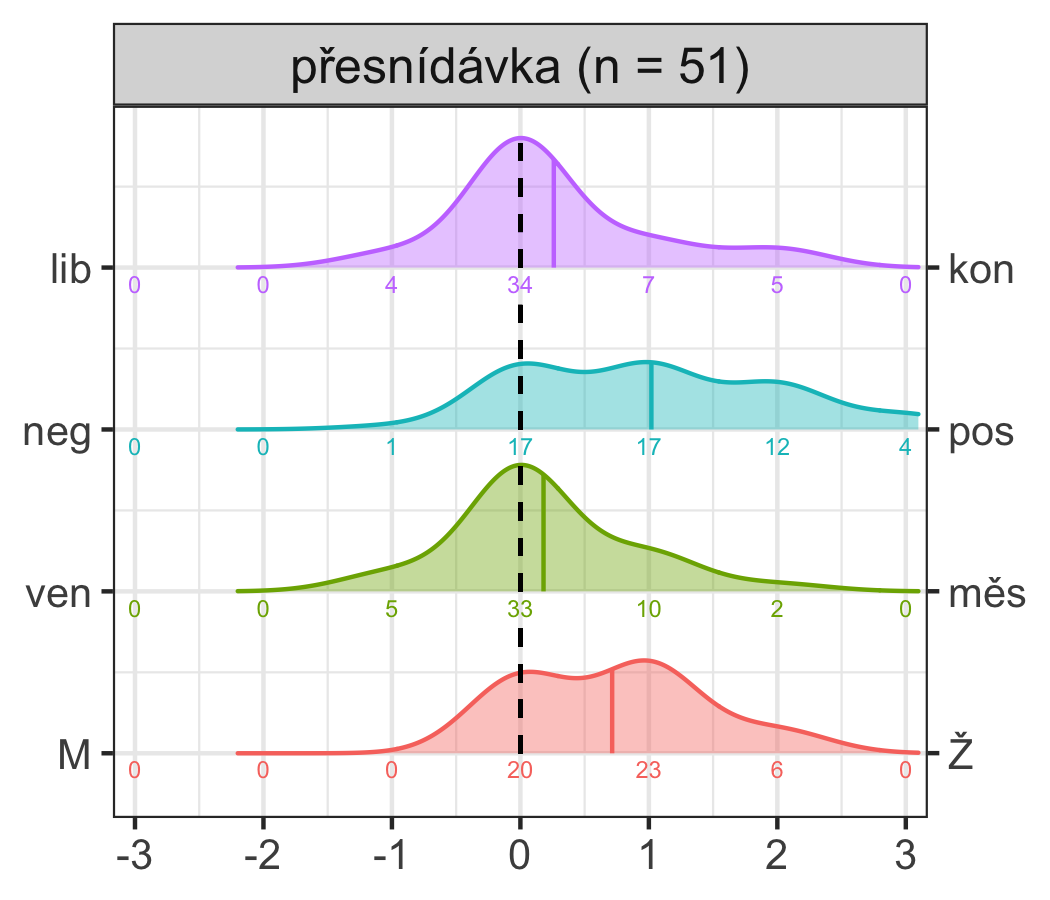 přesnídávka (n = 51)
lib kon
0 0 4 34 7 5 0
neg pos
0 0 1 17 17 12 4
ven měs
0 0 5 33 10 2 0
M Ž
0 0 0 20 23 6 0
-3 -2 -1 0 1 2 3